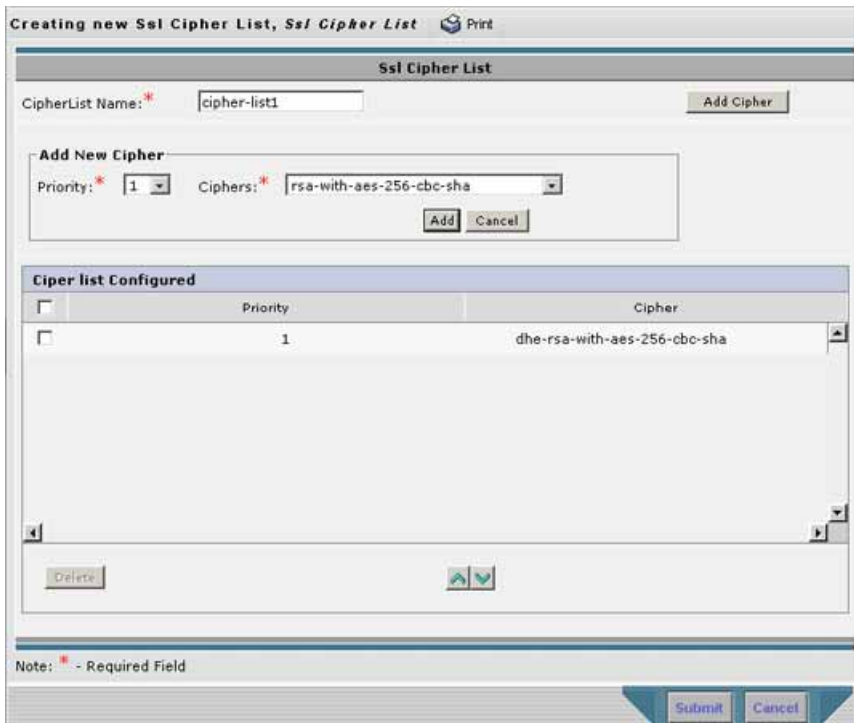 Creating new Ssl Cipher List, Ssl Cipher List Print
Ssl Cipher List
CipherList Name:* cipher-list1 Add Cipher
Add New Cipher
Priority:* 1 Ciphers:* rsa-with-aes-256-cbc-sha
Add Cancel
Ciper list Configured
Priority Cipher
1 dhe-rsa-with-aes-256-cbc-sha
Delete
Note: * - Required Field
Submit Cancel